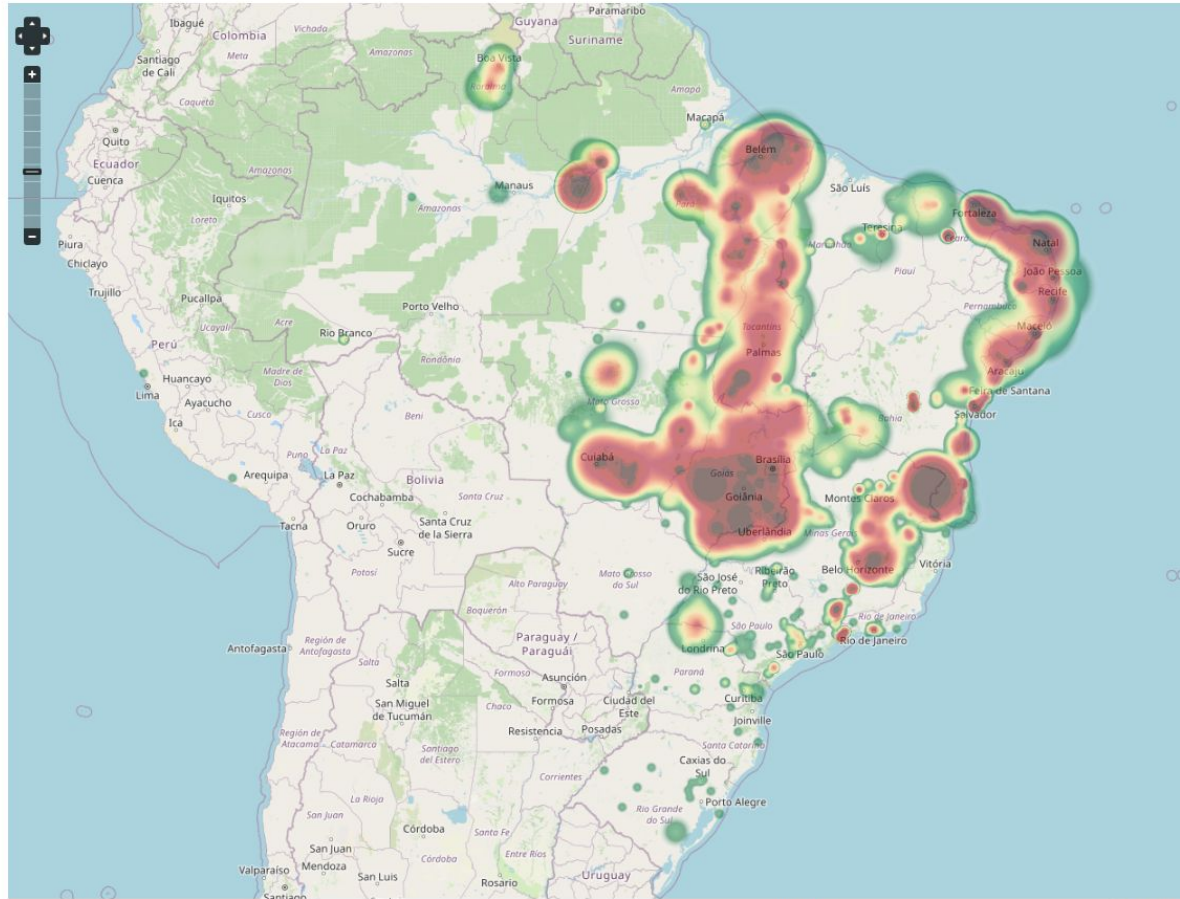 Ibagué
Colombia
Vichada
Guyana
Paramaribo
Suriname
Meta
Santiago
de Cali
Amazonas
Boa Vista
Roraima
Caquetá
Amapá
Macapá
Quito
Ecuador
Cuenca
Amazonas
Belém
Manaus
Iquitos
Amazonas
Pará
São Luís
Loreto
Teresina
Fortaleza
Ceará
Piura
Chiclayo
Maranhão
Piauí
Natal
João Pessoa
Trujillo
Pucallpa
Porto Velho
Pernambuco
Recife
Ucayali
Acre
Rio Branco
Tocantins
Maceió
Perú
Palmas
Rondônia
Huancayo
Madre de
Dios
Aracaju
Lima
Ayacucho
Mato Grosso
Feira de Santana
Cusco
Beni
Bahia
Salvador
Ica
Puno
La Paz
Cuiabá
Brasília
Arequipa
La Paz
Bolivia
Goiás
Cochabamba
Santa Cruz
Goiânia
Montes Claros
Tacna
Oruro
Santa Cruz
de la Sierra
Uberlândia
Minas Gerais
Sucre
Potosí
Mato Grosso
do Sul
São José
do Rio Preto
Ribeirão
Preto
Belo Horizonte
Vitória
Alto Paraguay
Boquerón
Rio de Janeiro
São Paulo
Antofagasta
Región de
Antofagasta
Paraguay /
Paraguái
Londrina
São Paulo
Rio de Janeiro
Salta
Formosa
Asunción
Paraná
Salta
Chaco
Formosa
Ciudad del
Este
Curitiba
San Miguel
de Tucumán
Joinville
Región de
Atacama
Catamarca
Santiago
del Estero
Resistencia
Posadas
Santa Catarina
Corrientes
Caxias do
Sul
La Rioja
Rio Grande
do Sul
Porto Alegre
San Juan
Santa Fe
Córdoba
San Juan
Entre Ríos
Valparaíso
Mendoza
San Luis
Córdoba
Rosario
Uruguay
Santiago